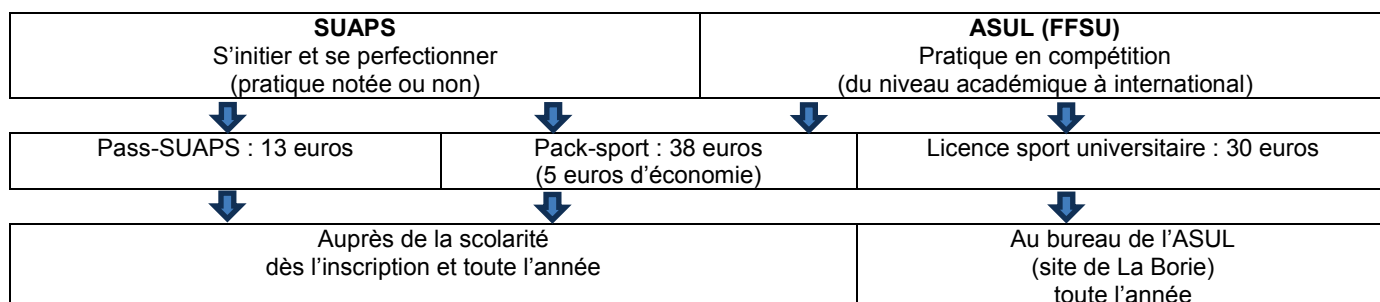 SUAPS
S’initier et se perfectionner
(pratique notée ou non)
ASUL (FFSU)
Pratique en compétition
(du niveau académique à international)
Pass-SUAPS : 13 euros
Pack-sport : 38 euros
(5 euros d’économie)
Licence sport universitaire : 30 euros
Auprès de la scolarité
dès l’inscription et toute l’année
Au bureau de l’ASUL
(site de La Borie)
toute l’année